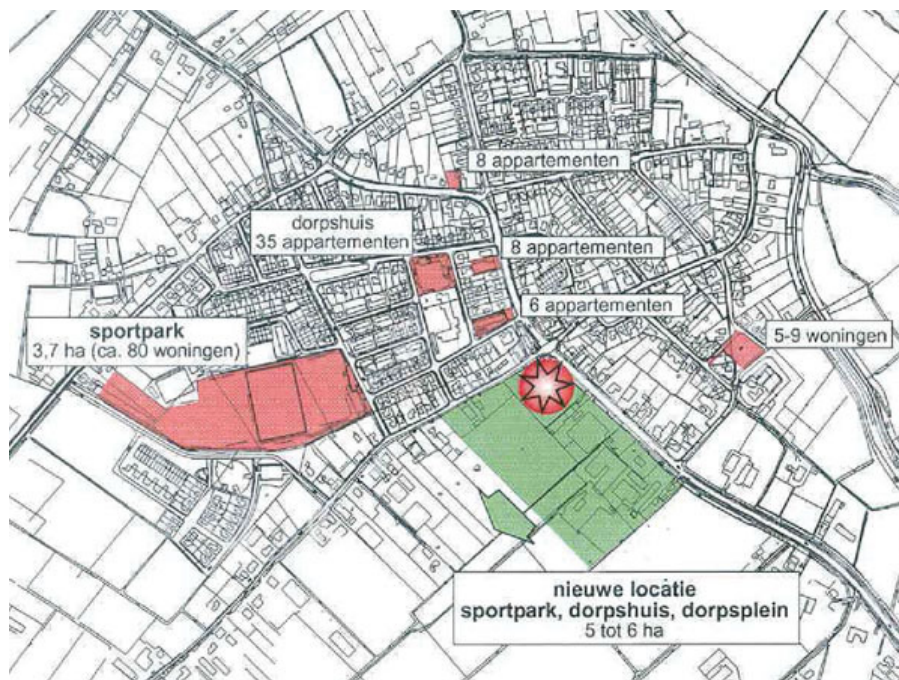 8 appartementen
dorpshuis
35 appartementen
8 appartementen
6 appartementen
sportpark
3,7 ha (ca. 80 woningen)
5-9 woningen
nieuwe locatie
sportpark, dorpshuis, dorpsplein
5 tot 6 ha